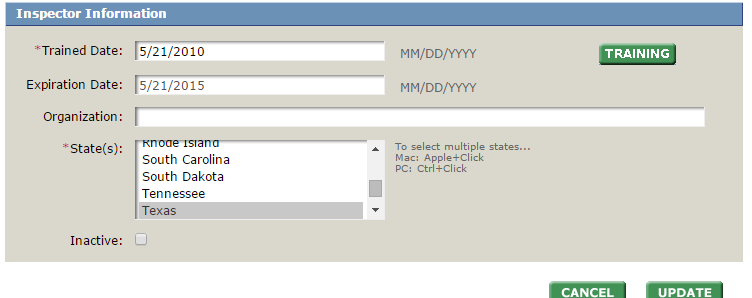 Inspector Information
*Trained Date: 5/21/2010 MM/DD/YYYY TRAINING
Expiration Date: 5/21/2015 MM/DD/YYYY
Organization:
*State(s): Rhode Island
South Carolina
South Dakota
Tennessee
Texas
To select multiple states...
Mac: Apple+Click
PC: Ctrl+Click
Inactive:
CANCEL UPDATE